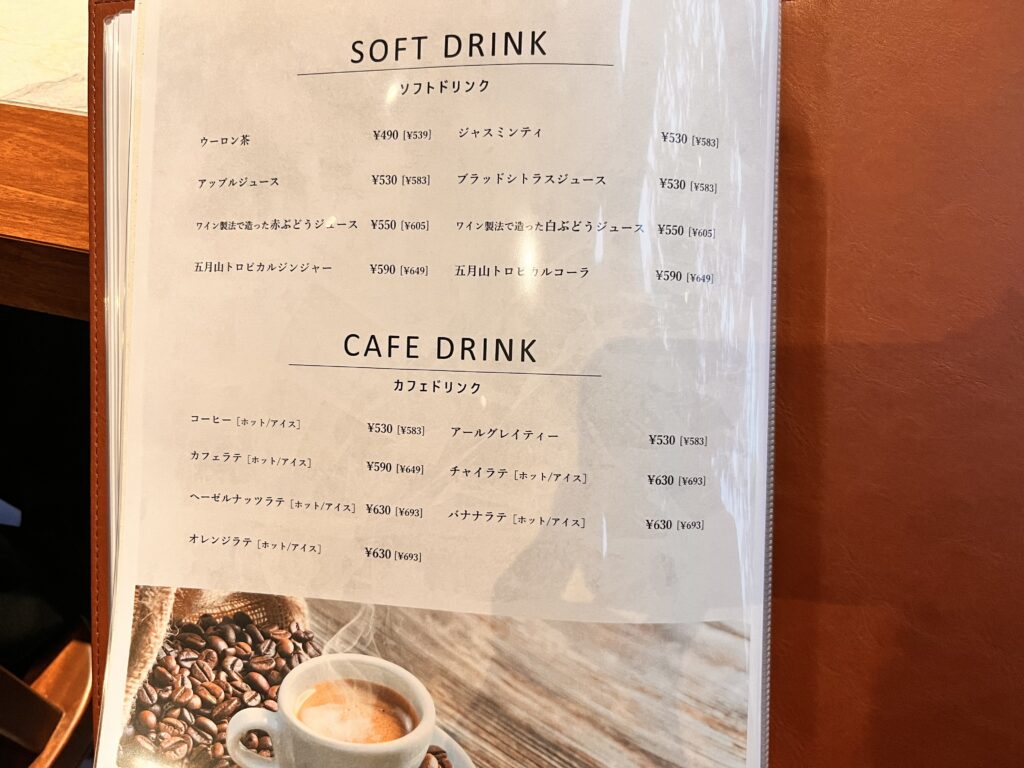 SOFT DRINK
ソフトドリンク
ウーロン茶 ¥490 [¥539] ジャスミンティ ¥530 [¥583]
アップルジュース ¥530 [¥583] ブラッドシトラスジュース ¥530 [¥583]
ワイン製法で造った赤ぶどうジュース ¥550 [¥605] ワイン製法で造った白ぶどうジュース ¥550 [¥605]
五月山トロピカルジンジャー ¥590 [¥649] 五月山トロピカルコーラ ¥590 [¥649]
CAFE DRINK
カフェドリンク
コーヒー [ホット/アイス] ¥530 [¥583] アールグレイティー ¥530 [¥583]
カフェラテ [ホット/アイス] ¥590 [¥649] チャイラテ [ホット/アイス] ¥630 [¥693]
ヘーゼルナッツラテ [ホット/アイス] ¥630 [¥693] バナナラテ [ホット/アイス] ¥630 [¥693]
オレンジラテ [ホット/アイス] ¥630 [¥693]